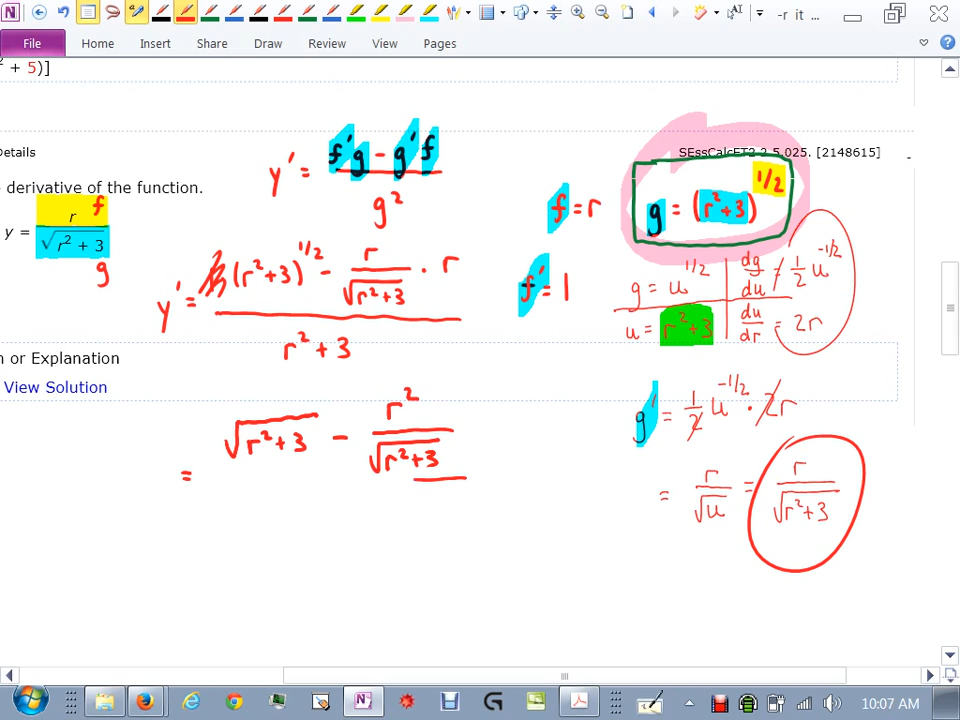 -r it ...
File Home Insert Share Draw Review View Pages
² + 5)]
Details
SEssCalcET2 2.5.025. [2148615]
e derivative of the function.
y = r / √(r² + 3)
f
g
y' = (f'g - g'f) / g²
f = r
g = (r²+3)^(1/2)
f' = 1
y' = ((r²+3)^(1/2) - r/√(r²+3) · r) / (r²+3)
g = u^(1/2)
dg/du = 1/2 u^(-1/2)
u = r²+3
du/dr = 2r
n or Explanation
View Solution
g' = 1/2 u^(-1/2) · 2r
= √(r²+3) - r²/√(r²+3)
= r/√u = r/√(r²+3)
10:07 AM